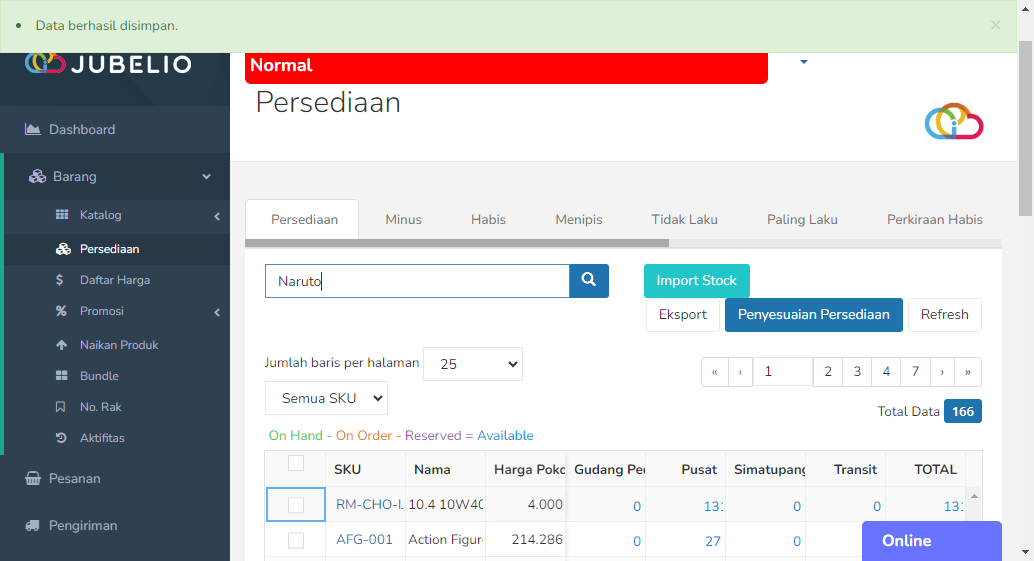 Data berhasil disimpan.
×
JUBELIO
Normal
Persediaan
Dashboard
Barang
Katalog
Persediaan
Daftar Harga
Promosi
Naikan Produk
Bundle
No. Rak
Aktifitas
Pesanan
Pengiriman
Persediaan Minus Habis Menipis Tidak Laku Paling Laku Perkiraan Habis
Naruto
Import Stock
Eksport Penyesuaian Persediaan Refresh
Jumlah baris per halaman 25
« ‹ 1 2 3 4 7 › »
Semua SKU
Total Data 166
On Hand - On Order - Reserved = Available
SKU Nama Harga Poko Gudang Pe Pusat Simatupang Transit TOTAL
RM-CHO-L 10.4 10W40 4.000 0 131 0 0 131
AFG-001 Action Figur 214.286 0 27 0
Online